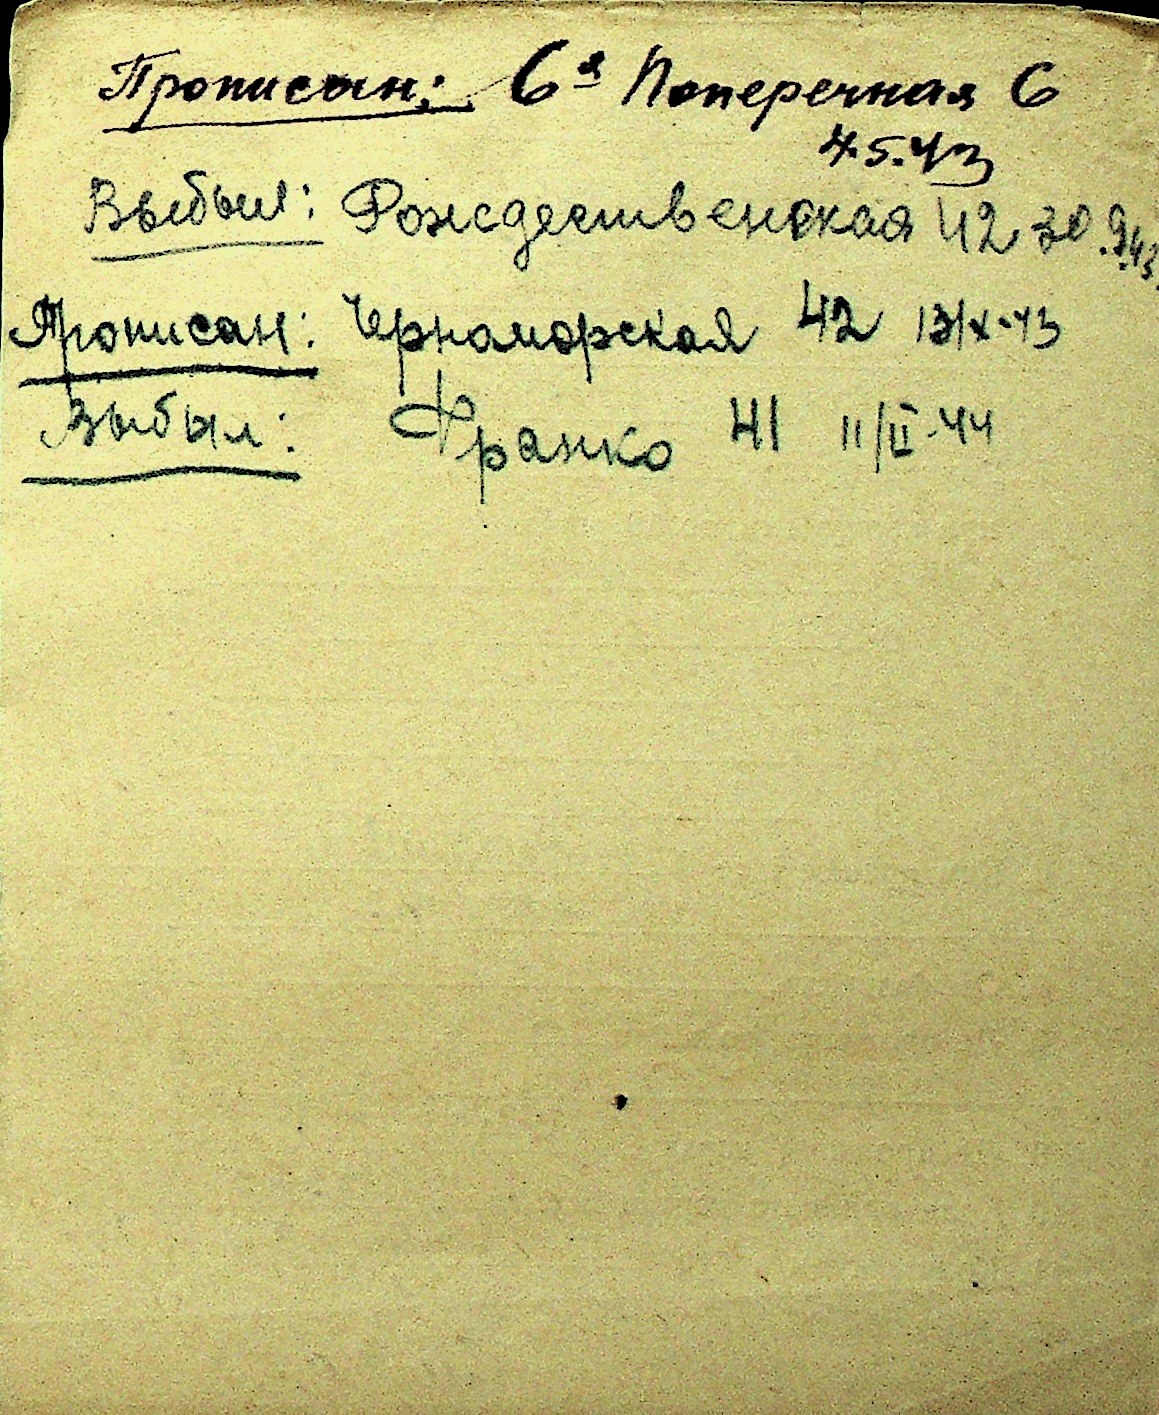 Прописын: 6я Поперечная 6
4.5.43
Выбыл: Рождественская 42 30.9.43.
Прописан: Черноморская 42 13/X-43
Выбыл: Франко 41 11/II-44